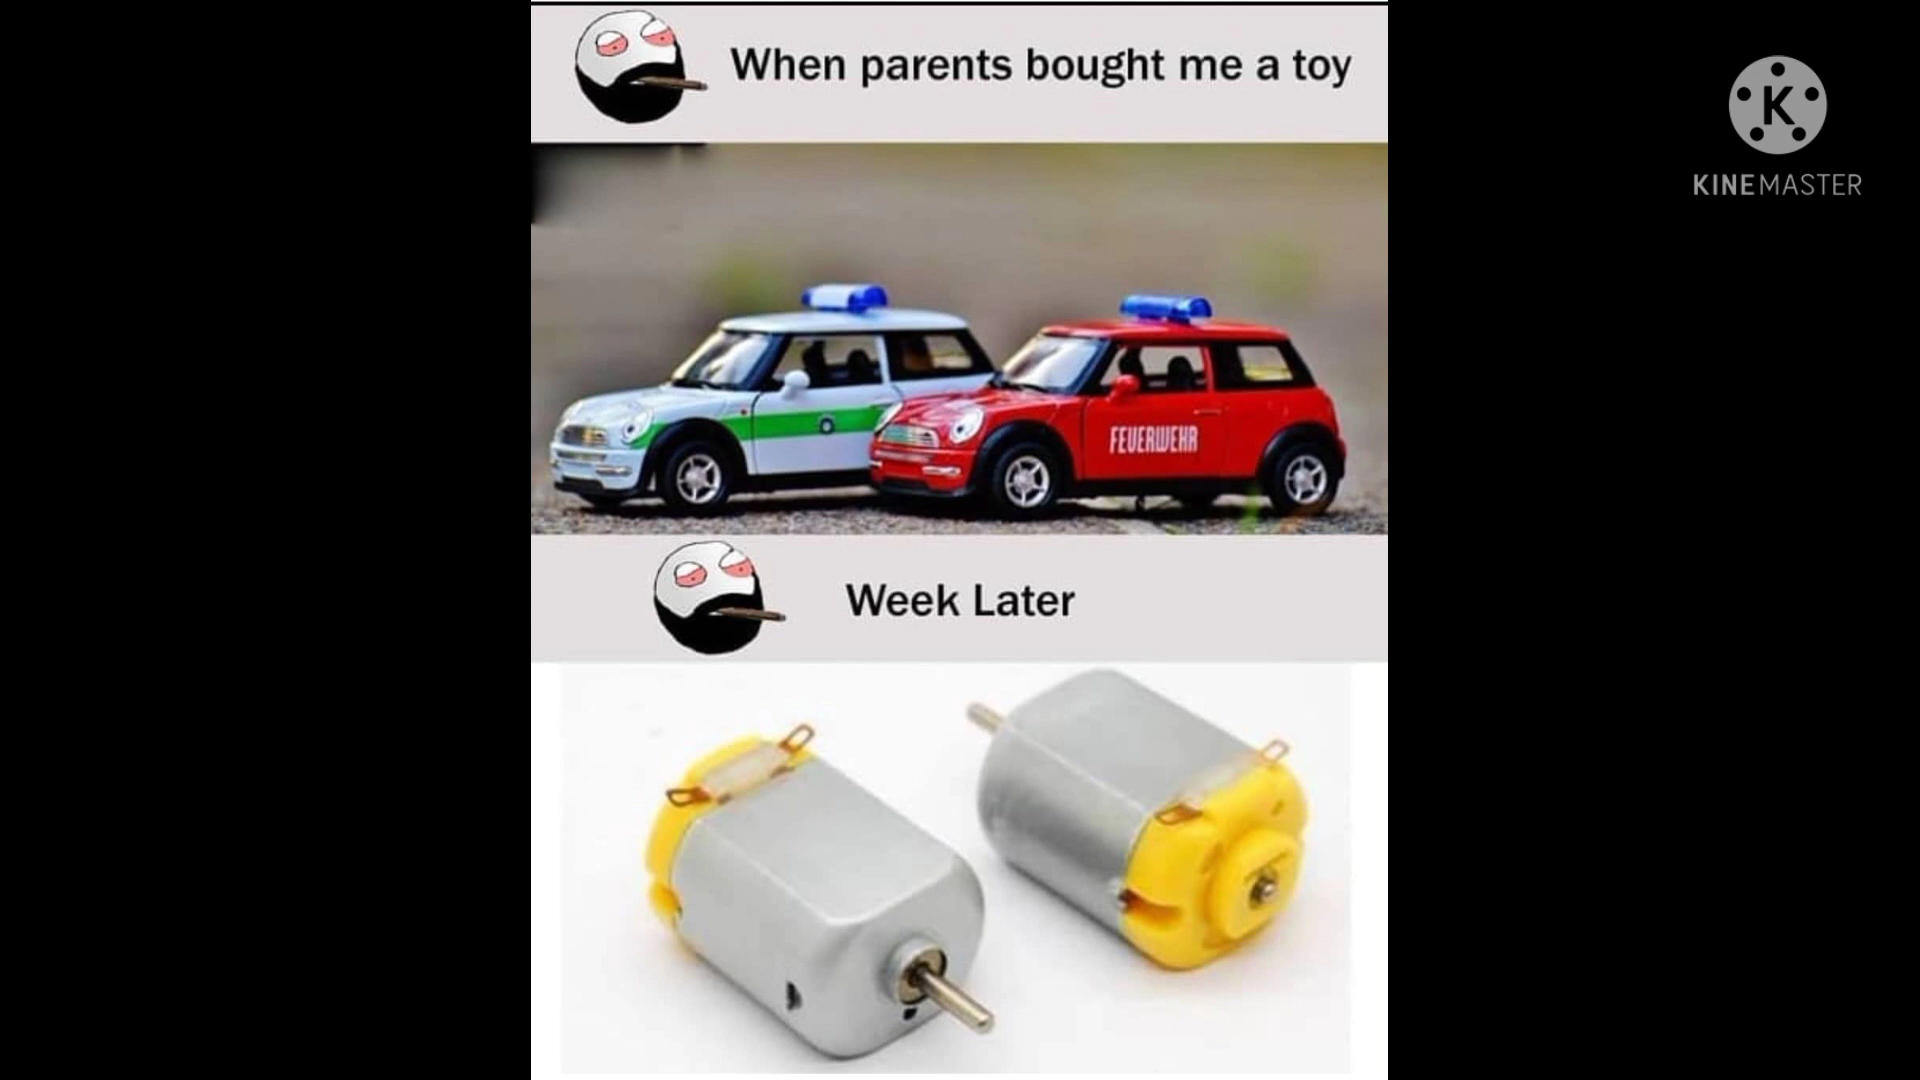 When parents bought me a toy
K
KINEMASTER
FEUERWEHR
Week Later